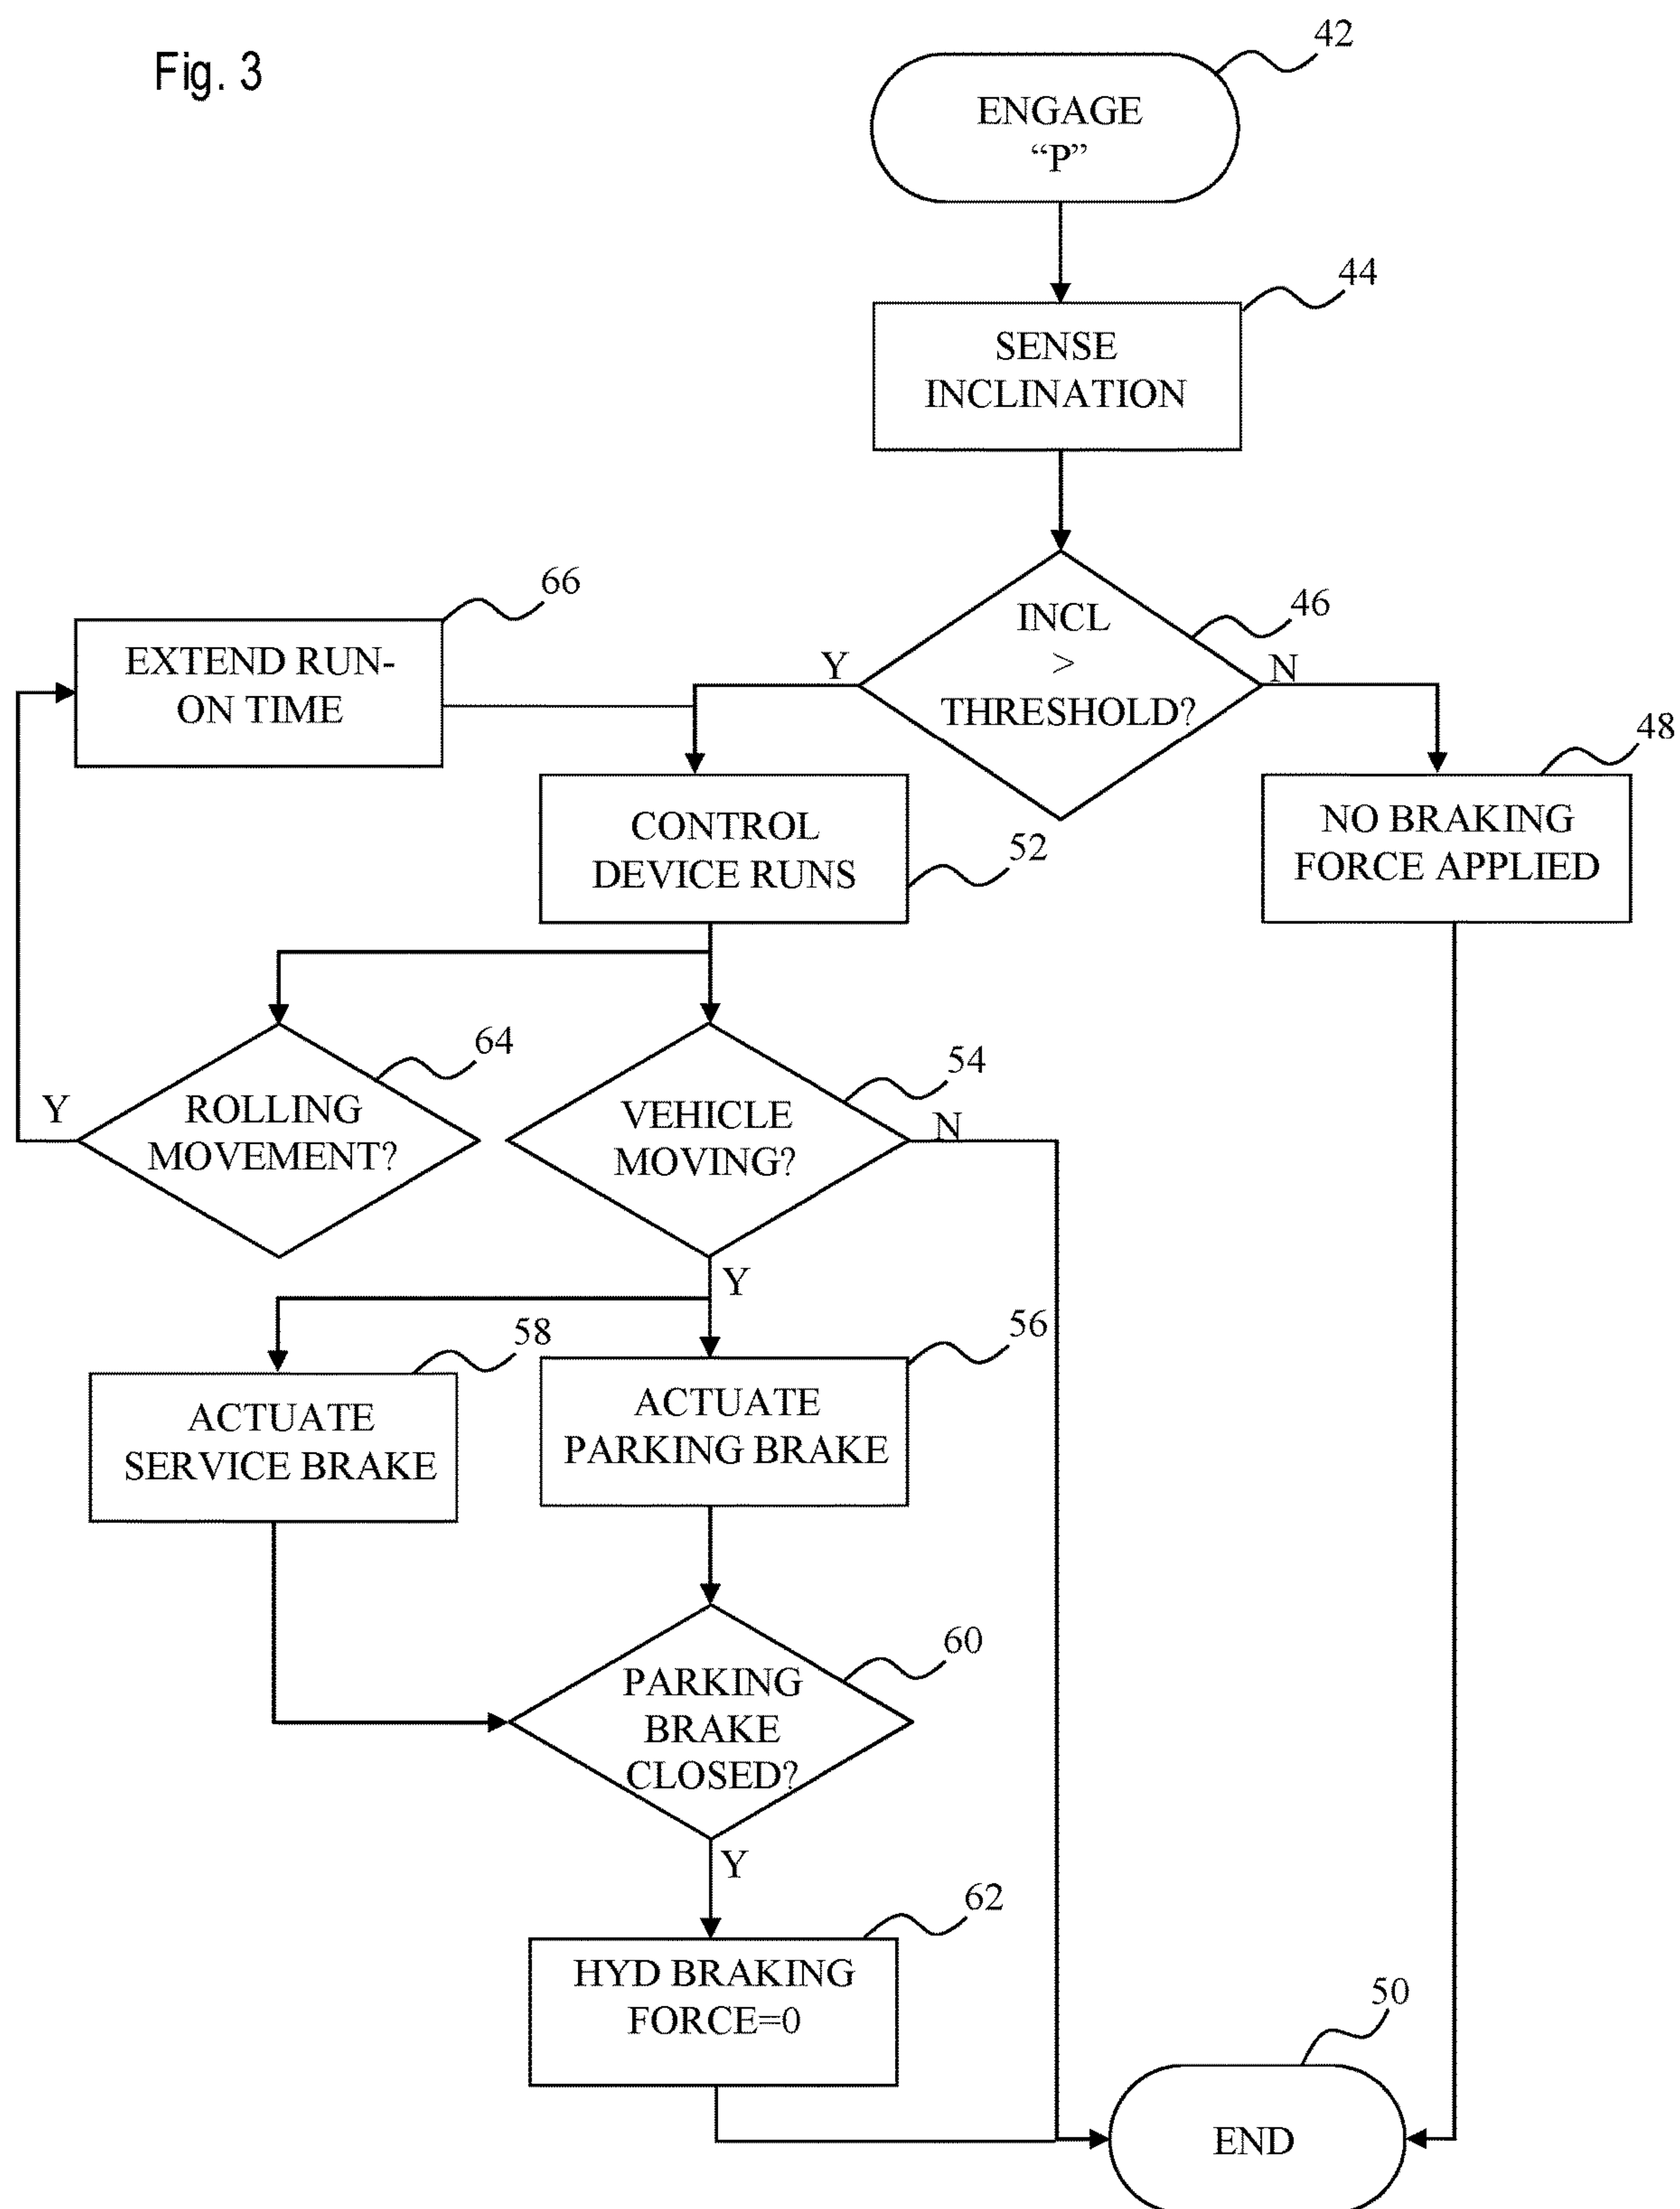 Fig. 3
42
ENGAGE
“P”
44
SENSE
INCLINATION
46
INCL
>
THRESHOLD?
Y
N
66
EXTEND RUN-
ON TIME
48
NO BRAKING
FORCE APPLIED
52
CONTROL
DEVICE RUNS
64
ROLLING
MOVEMENT?
Y
54
VEHICLE
MOVING?
N
Y
58
ACTUATE
SERVICE BRAKE
56
ACTUATE
PARKING BRAKE
60
PARKING
BRAKE
CLOSED?
Y
62
HYD BRAKING
FORCE=0
50
END